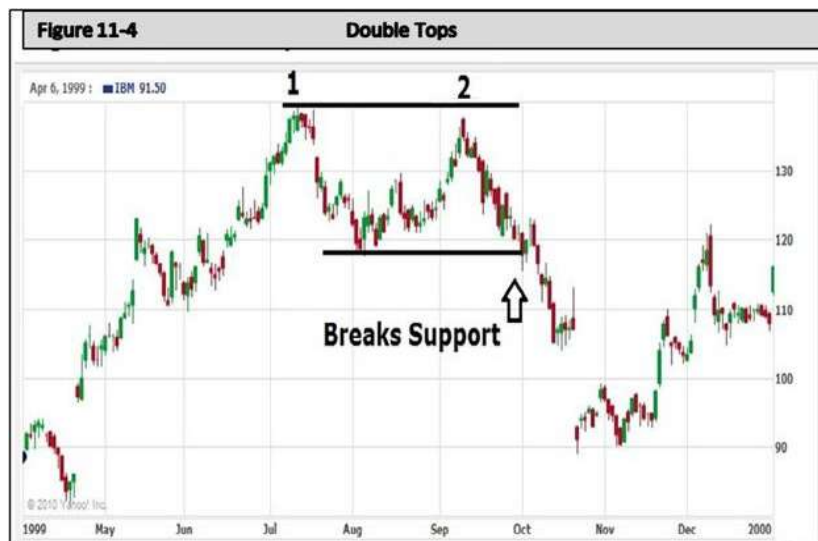 Figure 11-4 Double Tops
Apr 6, 1999 : IBM 91.50
1 2
130
120
Breaks Support
110
100
90
© 2010 Yahoo! Inc.
1999 May Jun Jul Aug Sep Oct Nov Dec 2000